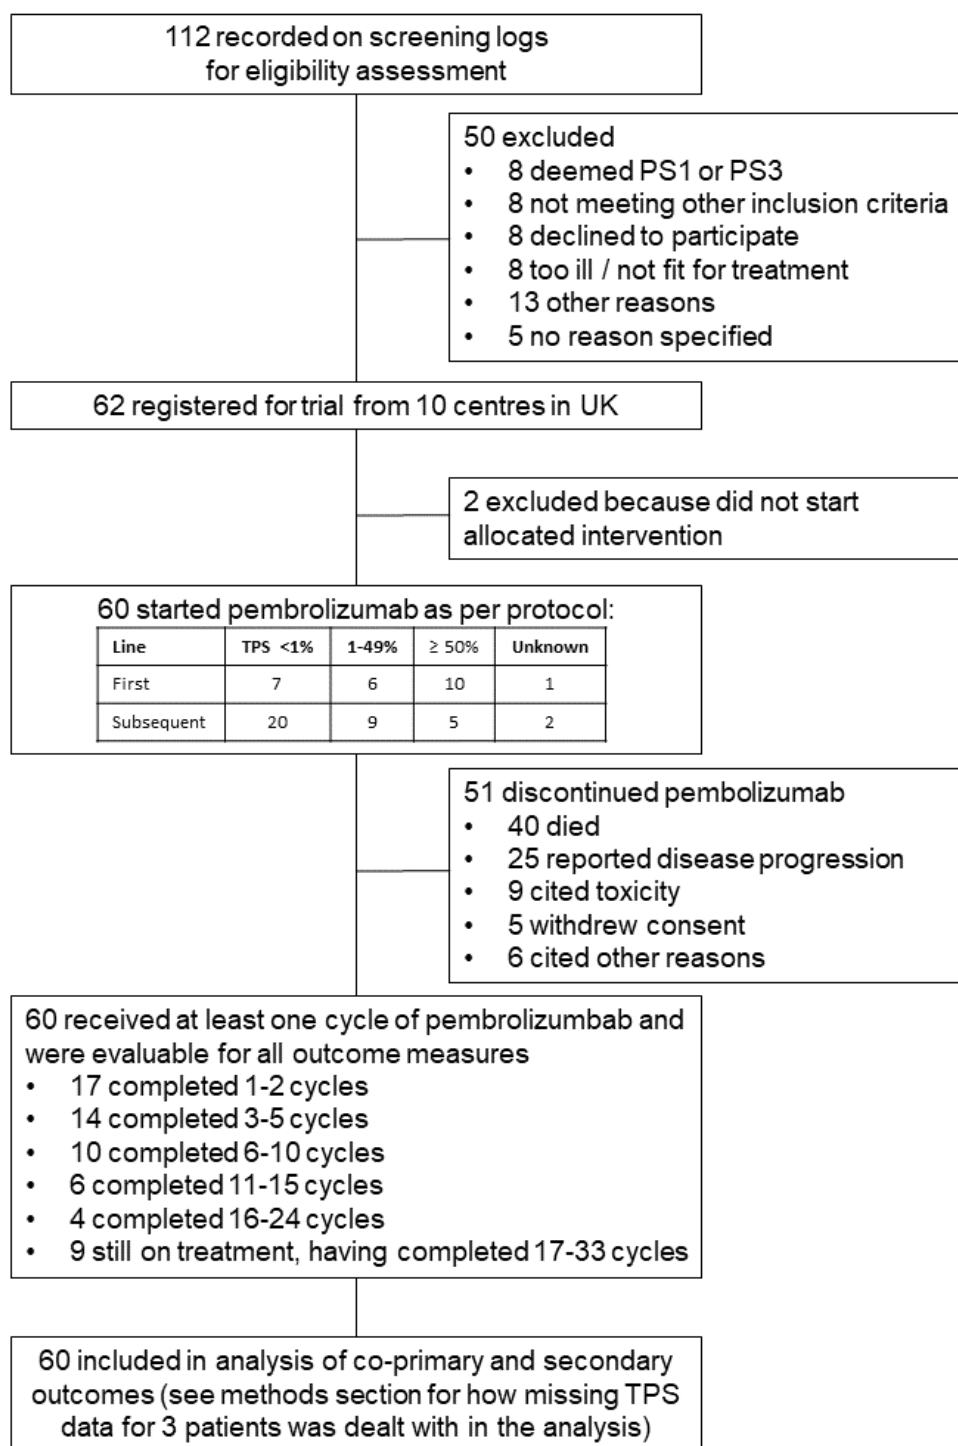 112 recorded on screening logs
for eligibility assessment
50 excluded
• 8 deemed PS1 or PS3
• 8 not meeting other inclusion criteria
• 8 declined to participate
• 8 too ill / not fit for treatment
• 13 other reasons
• 5 no reason specified
62 registered for trial from 10 centres in UK
2 excluded because did not start
allocated intervention
60 started pembrolizumab as per protocol:
Line TPS <1% 1-49% ≥ 50% Unknown
First 7 6 10 1
Subsequent 20 9 5 2
51 discontinued pembolizumab
• 40 died
• 25 reported disease progression
• 9 cited toxicity
• 5 withdrew consent
• 6 cited other reasons
60 received at least one cycle of pembrolizumbab and
were evaluable for all outcome measures
• 17 completed 1-2 cycles
• 14 completed 3-5 cycles
• 10 completed 6-10 cycles
• 6 completed 11-15 cycles
• 4 completed 16-24 cycles
• 9 still on treatment, having completed 17-33 cycles
60 included in analysis of co-primary and secondary
outcomes (see methods section for how missing TPS
data for 3 patients was dealt with in the analysis)